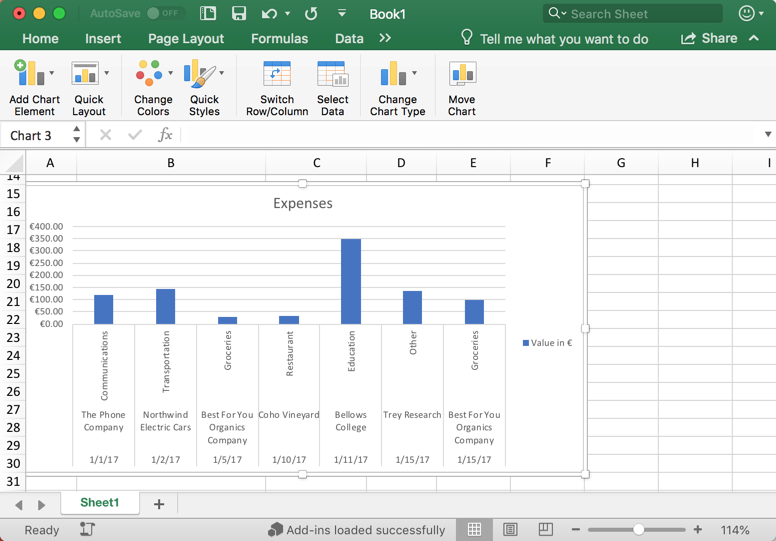 AutoSave OFF Book1 Search Sheet
Home Insert Page Layout Formulas Data >> Tell me what you want to do Share
Add Chart Element
Quick Layout
Change Colors
Quick Styles
Switch Row/Column
Select Data
Change Chart Type
Move Chart
Chart 3 fx
A B C D E F G H I
14
15
16
17
18
19
20
21
22
23
24
25
26
27
28
29
30
31
Expenses
€400.00
€350.00
€300.00
€250.00
€200.00
€150.00
€100.00
€50.00
€0.00
Communications Transportation Groceries Restaurant Education Other Groceries
The Phone Company
Northwind Electric Cars
Best For You Organics Company
Coho Vineyard
Bellows College
Trey Research
Best For You Organics Company
1/1/17 1/2/17 1/5/17 1/10/17 1/11/17 1/15/17 1/15/17
Value in €
Sheet1 +
Ready Add-ins loaded successfully 114%